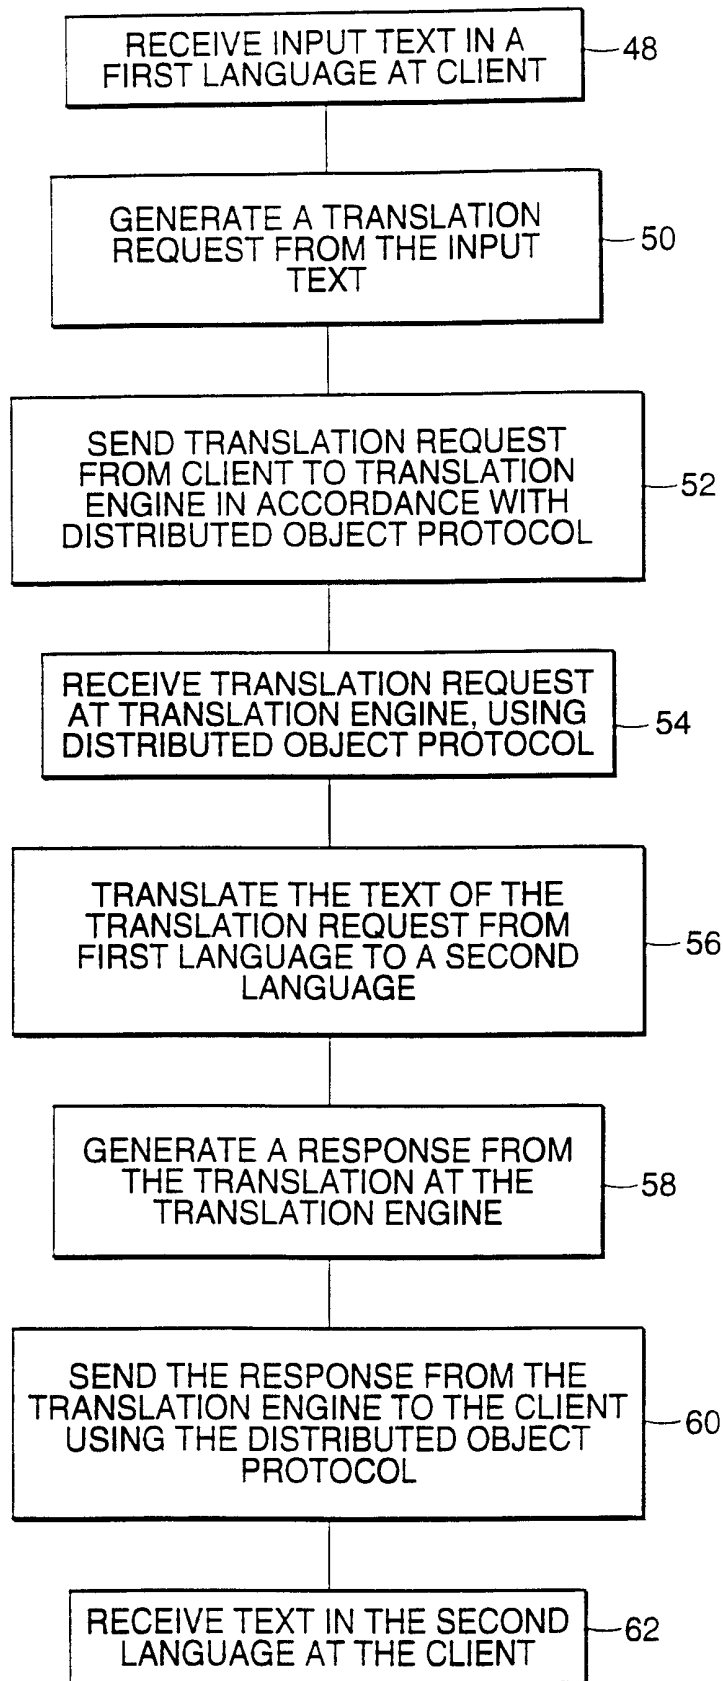 RECEIVE INPUT TEXT IN A
FIRST LANGUAGE AT CLIENT
48
GENERATE A TRANSLATION
REQUEST FROM THE INPUT
TEXT
50
SEND TRANSLATION REQUEST
FROM CLIENT TO TRANSLATION
ENGINE IN ACCORDANCE WITH
DISTRIBUTED OBJECT PROTOCOL
52
RECEIVE TRANSLATION REQUEST
AT TRANSLATION ENGINE, USING
DISTRIBUTED OBJECT PROTOCOL
54
TRANSLATE THE TEXT OF THE
TRANSLATION REQUEST FROM
FIRST LANGUAGE TO A SECOND
LANGUAGE
56
GENERATE A RESPONSE FROM
THE TRANSLATION AT THE
TRANSLATION ENGINE
58
SEND THE RESPONSE FROM THE
TRANSLATION ENGINE TO THE CLIENT
USING THE DISTRIBUTED OBJECT
PROTOCOL
60
RECEIVE TEXT IN THE SECOND
LANGUAGE AT THE CLIENT
62